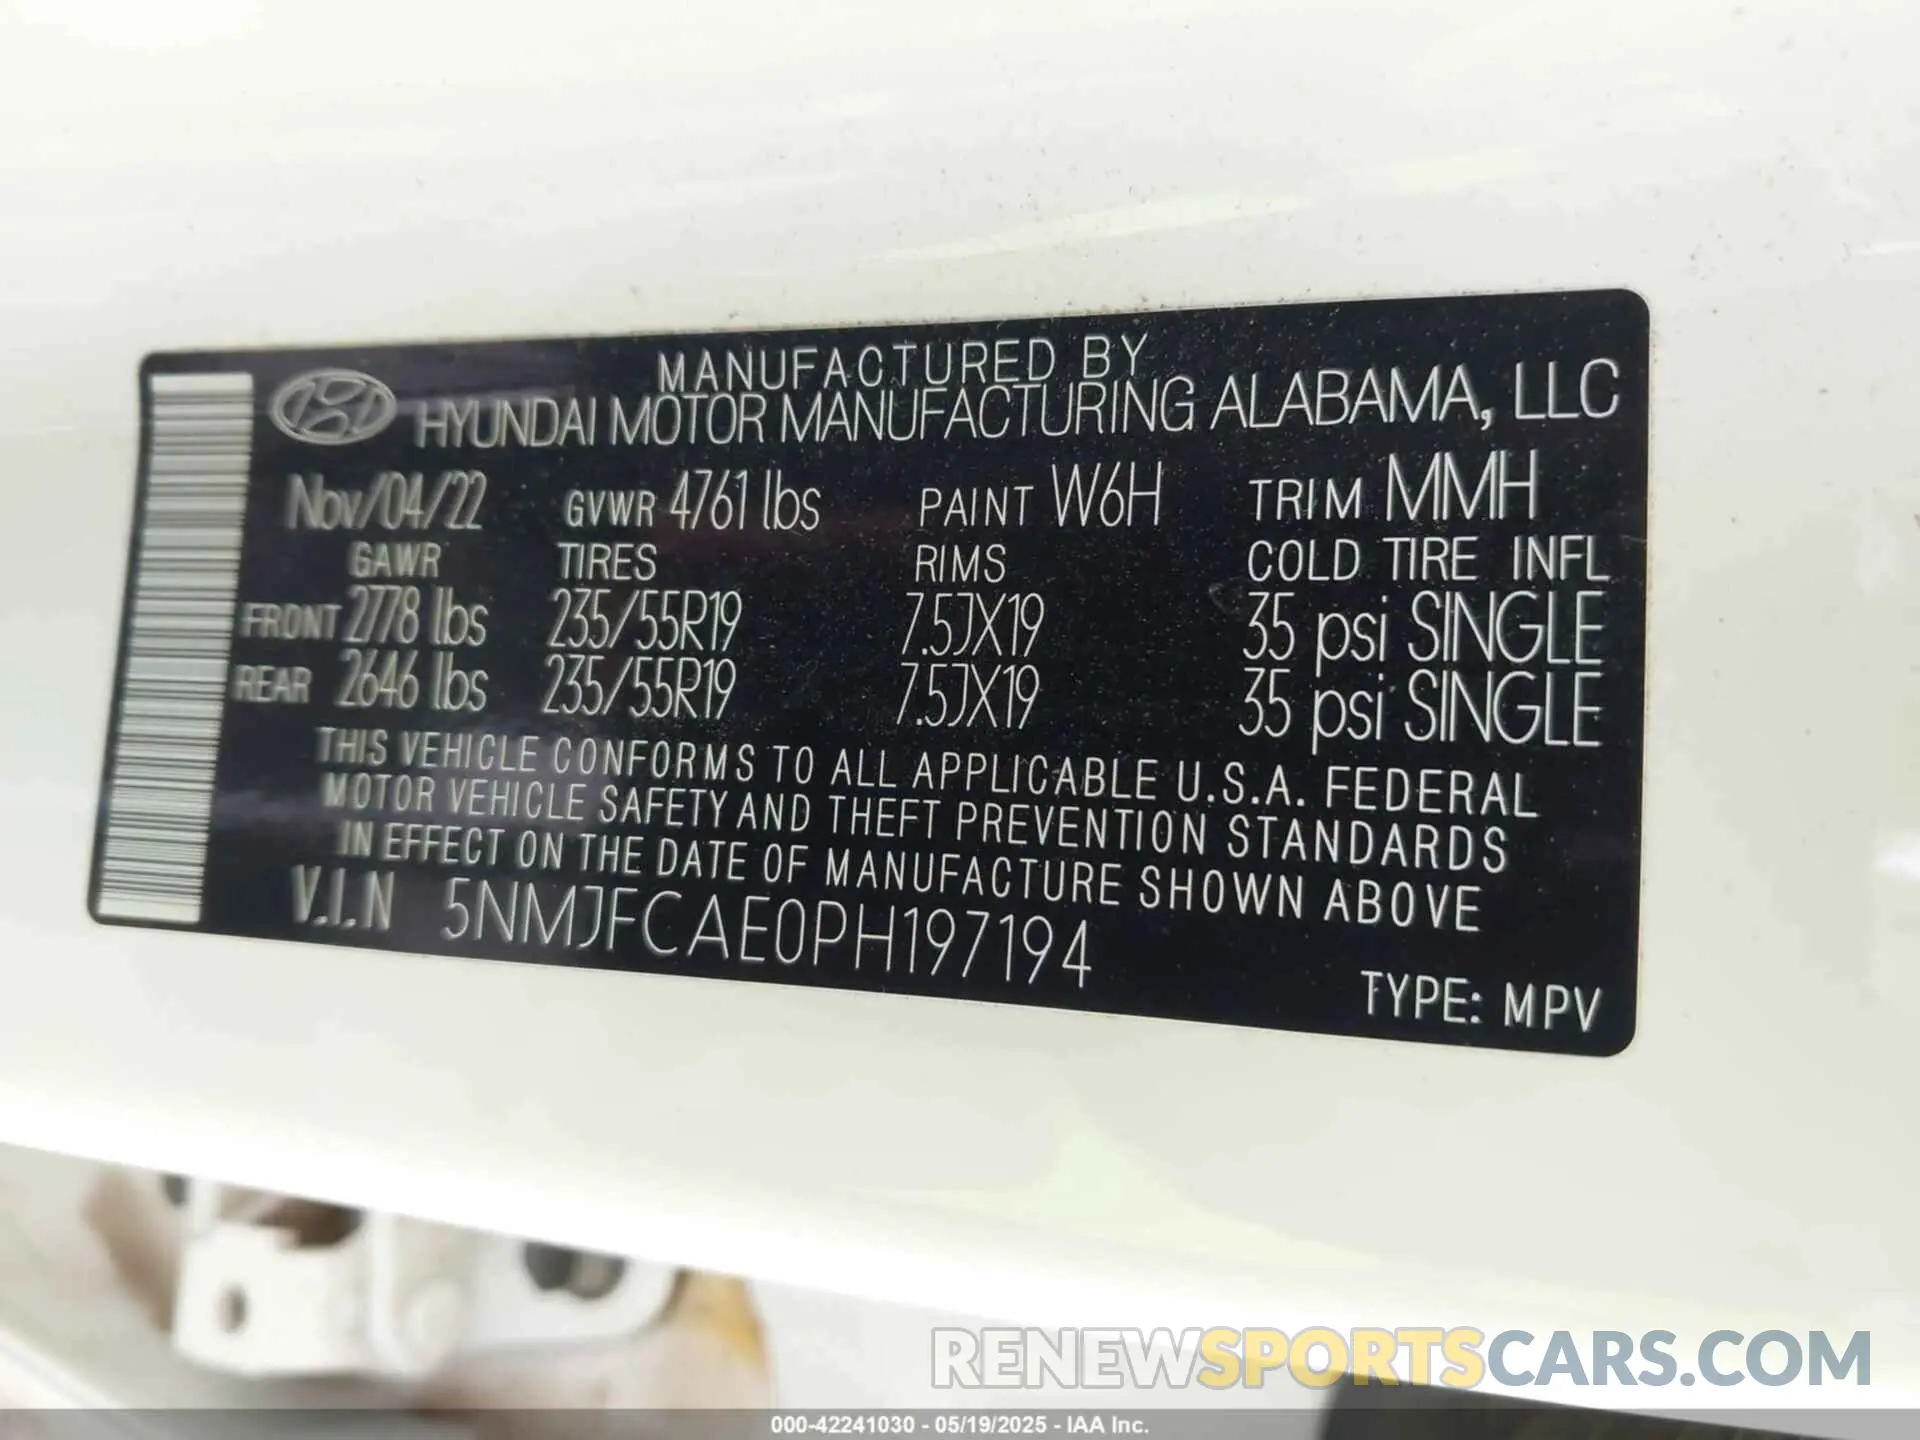 MANUFACTURED BY
HYUNDAI MOTOR MANUFACTURING ALABAMA, LLC
Nov/04/22 GVWR 4761 lbs PAINT W6H TRIM MMH
GAWR TIRES RIMS COLD TIRE INFL
FRONT 2778 lbs 235/55R19 7.5JX19 35 psi SINGLE
REAR 2646 lbs 235/55R19 7.5JX19 35 psi SINGLE
THIS VEHICLE CONFORMS TO ALL APPLICABLE U.S.A. FEDERAL
MOTOR VEHICLE SAFETY AND THEFT PREVENTION STANDARDS
IN EFFECT ON THE DATE OF MANUFACTURE SHOWN ABOVE
V.I.N 5NMJFCAE0PH197194
TYPE: MPV
RENEWSPORTSCARS.COM
000-42241030 - 05/19/2025 - IAA Inc.